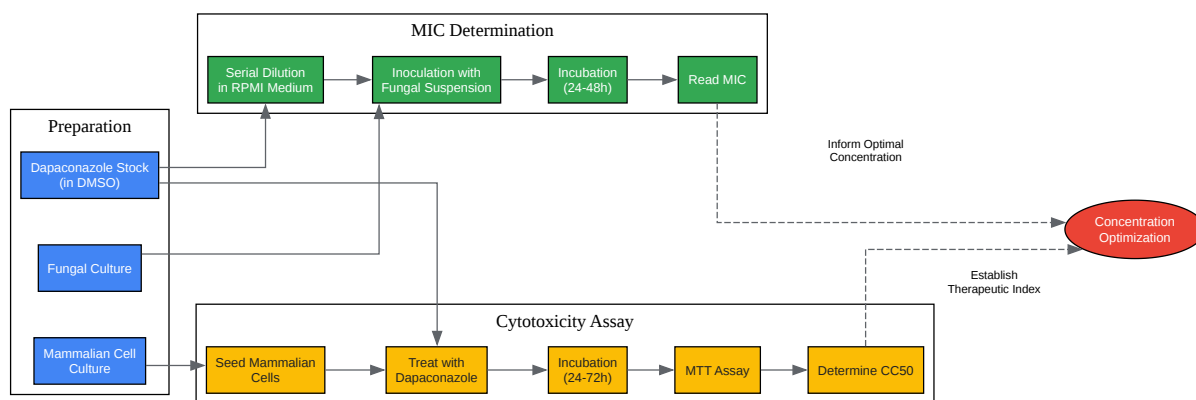 MIC Determination
Serial Dilution
in RPMI Medium
Inoculation with
Fungal Suspension
Incubation
(24-48h)
Read MIC
Preparation
Dapaconazole Stock
(in DMSO)
Fungal Culture
Mammalian Cell
Culture
Inform Optimal
Concentration
Concentration
Optimization
Establish
Therapeutic Index
Cytotoxicity Assay
Seed Mammalian
Cells
Treat with
Dapaconazole
Incubation
(24-72h)
MTT Assay
Determine CC50